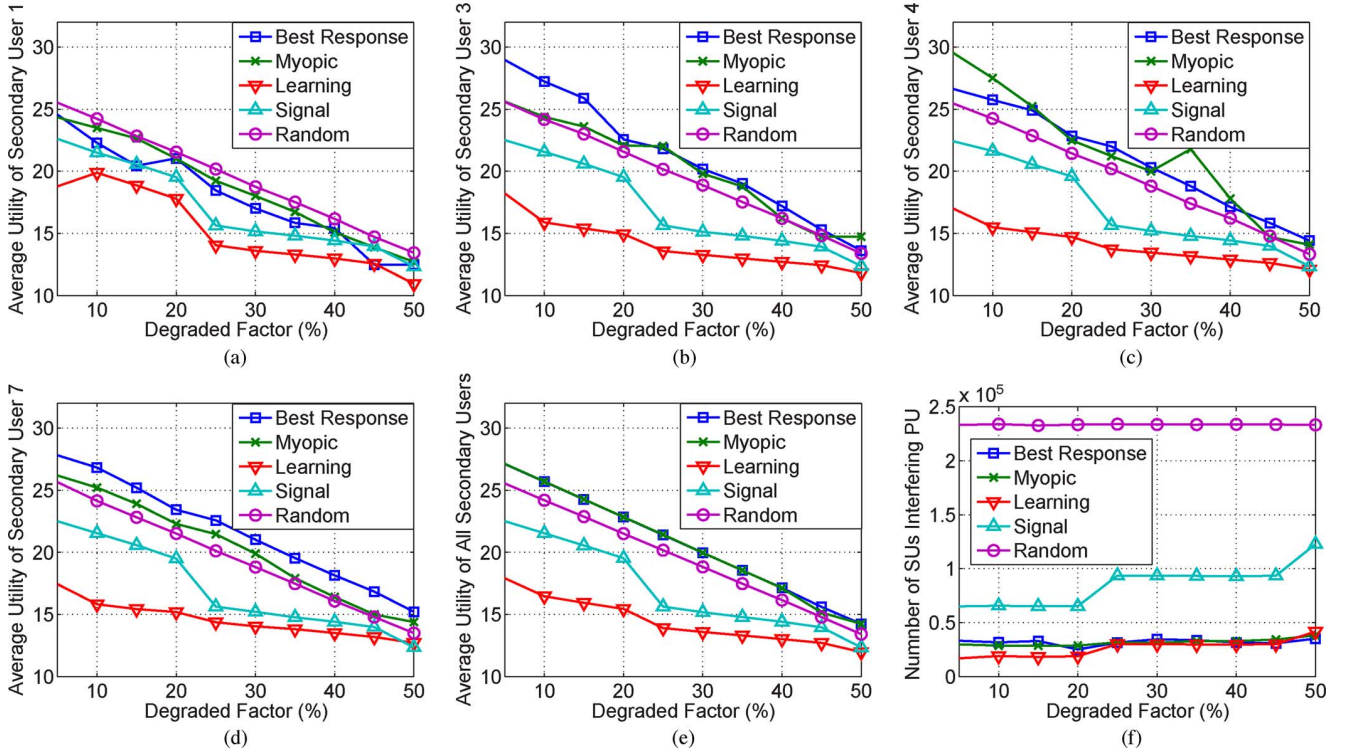 Average Utility of Secondary User 1
30
25
20
15
10
10 20 30 40 50
Degraded Factor (%)
Best Response
Myopic
Learning
Signal
Random
(a)
Average Utility of Secondary User 3
30
25
20
15
10
10 20 30 40 50
Degraded Factor (%)
Best Response
Myopic
Learning
Signal
Random
(b)
Average Utility of Secondary User 4
30
25
20
15
10
10 20 30 40 50
Degraded Factor (%)
Best Response
Myopic
Learning
Signal
Random
(c)
Average Utility of Secondary User 7
30
25
20
15
10
10 20 30 40 50
Degraded Factor (%)
Best Response
Myopic
Learning
Signal
Random
(d)
Average Utility of All Secondary Users
30
25
20
15
10
10 20 30 40 50
Degraded Factor (%)
Best Response
Myopic
Learning
Signal
Random
(e)
Numnber of SUs Interfering PU
x 10^5
2.5
2
1.5
1
0.5
0
10 20 30 40 50
Degraded Factor (%)
Best Response
Myopic
Learning
Signal
Random
(f)